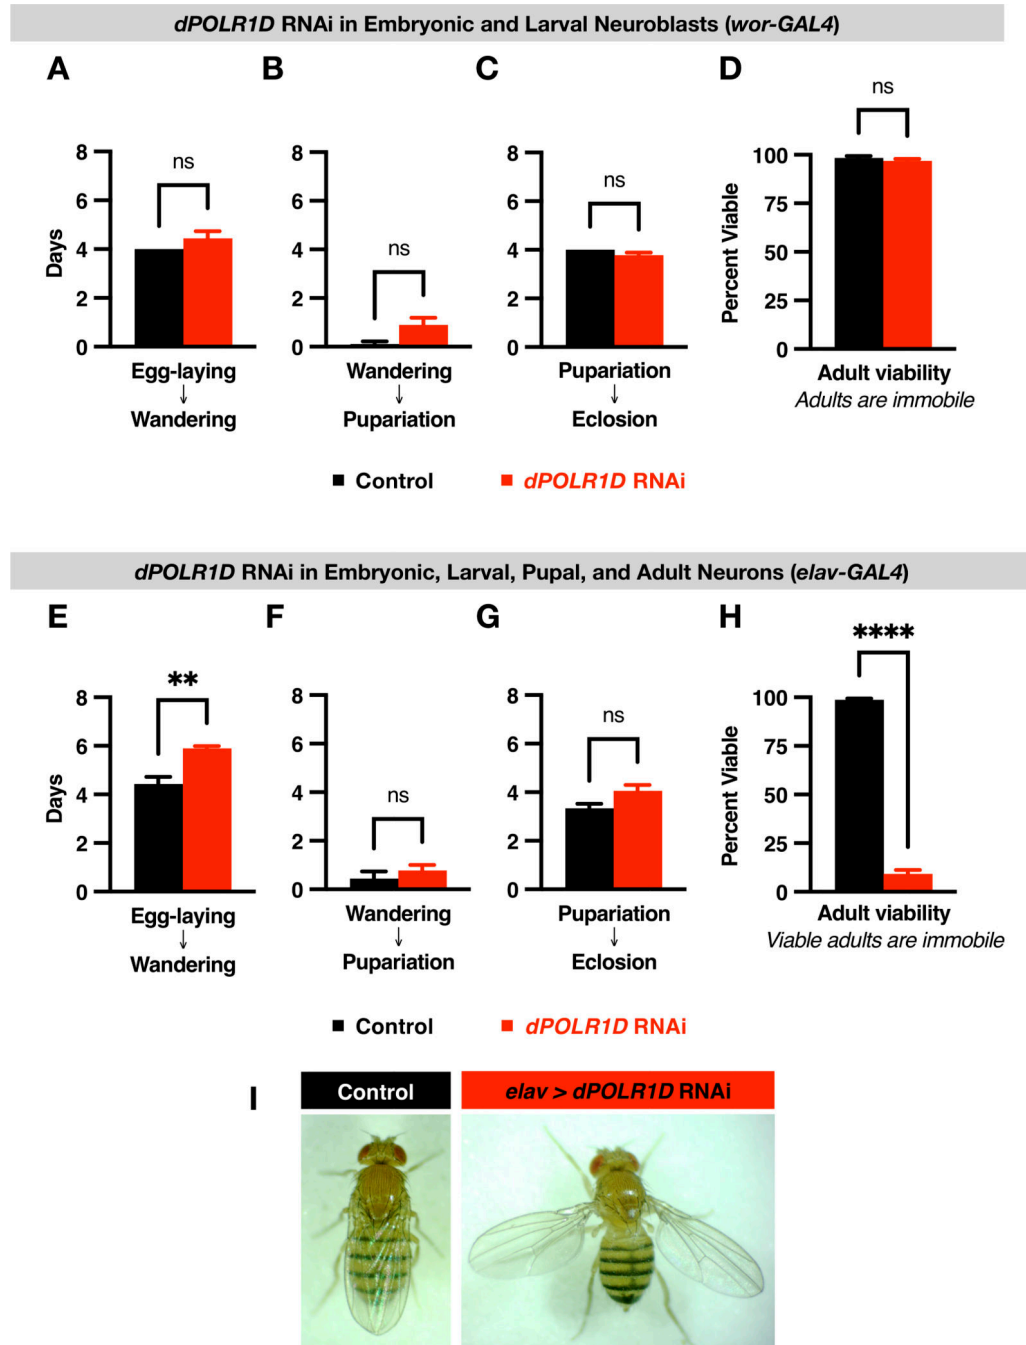 dPOLR1D RNAi in Embryonic and Larval Neuroblasts (wor-GAL4)
A
B
C
D
ns
ns
ns
ns
Days
8
6
4
2
0
8
6
4
2
0
8
6
4
2
0
Percent Viable
100
75
50
25
0
Egg-laying
↓
Wandering
Wandering
↓
Pupariation
Pupariation
↓
Eclosion
Adult viability
Adults are immobile
Control
dPOLR1D RNAi
dPOLR1D RNAi in Embryonic, Larval, Pupal, and Adult Neurons (elav-GAL4)
E
F
G
H
**
ns
ns
****
Days
8
6
4
2
0
8
6
4
2
0
8
6
4
2
0
Percent Viable
100
75
50
25
0
Egg-laying
↓
Wandering
Wandering
↓
Pupariation
Pupariation
↓
Eclosion
Adult viability
Viable adults are immobile
Control
dPOLR1D RNAi
I
Control
elav > dPOLR1D RNAi